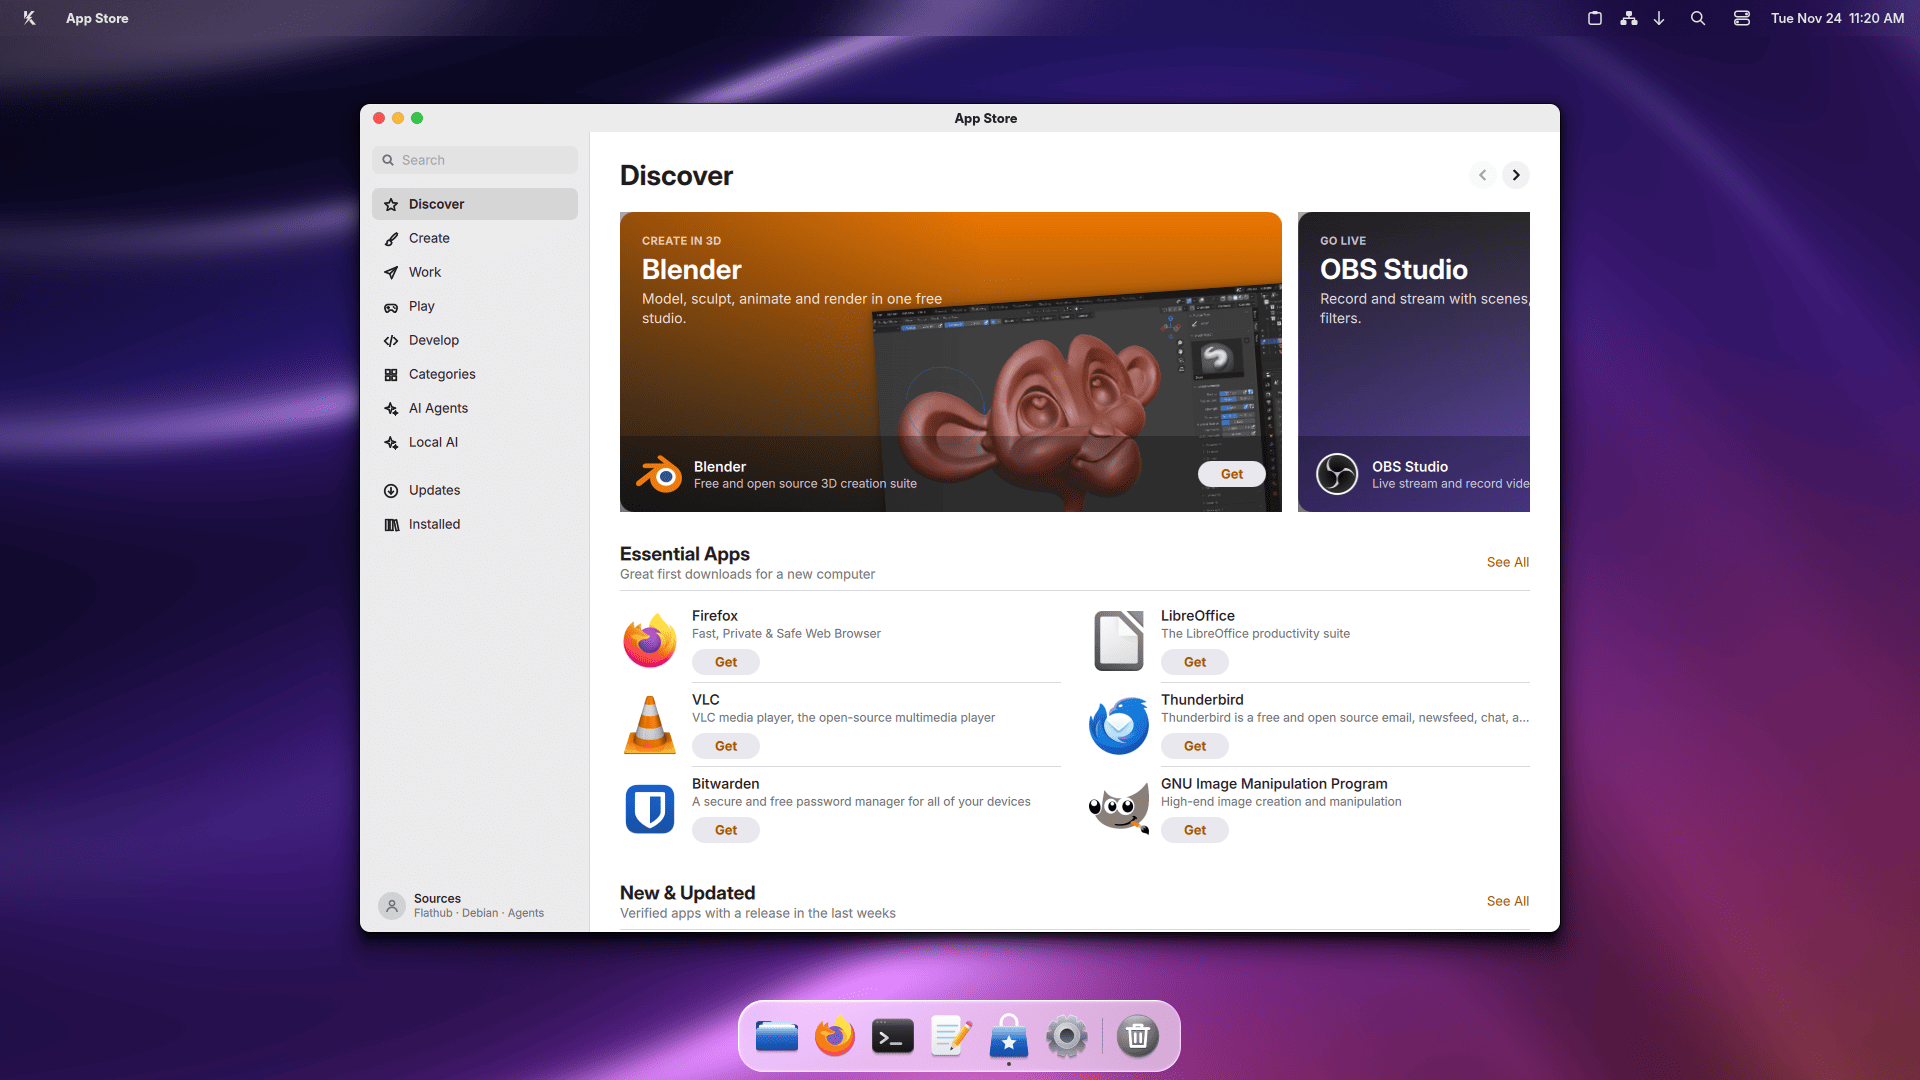 App Store
Tue Nov 24 11:20 AM
App Store
Search
Discover
Create
Work
Play
Develop
Categories
AI Agents
Local AI
Updates
Installed
Sources
Flathub · Debian · Agents
Discover
CREATE IN 3D
Blender
Model, sculpt, animate and render in one free
studio.
Blender
Free and open source 3D creation suite
Get
GO LIVE
OBS Studio
Record and stream with scenes,
filters.
OBS Studio
Live stream and record vide
Essential Apps
Great first downloads for a new computer
See All
Firefox
Fast, Private & Safe Web Browser
Get
LibreOffice
The LibreOffice productivity suite
Get
VLC
VLC media player, the open-source multimedia player
Get
Thunderbird
Thunderbird is a free and open source email, newsfeed, chat, a...
Get
Bitwarden
A secure and free password manager for all of your devices
Get
GNU Image Manipulation Program
High-end image creation and manipulation
Get
New & Updated
Verified apps with a release in the last weeks
See All